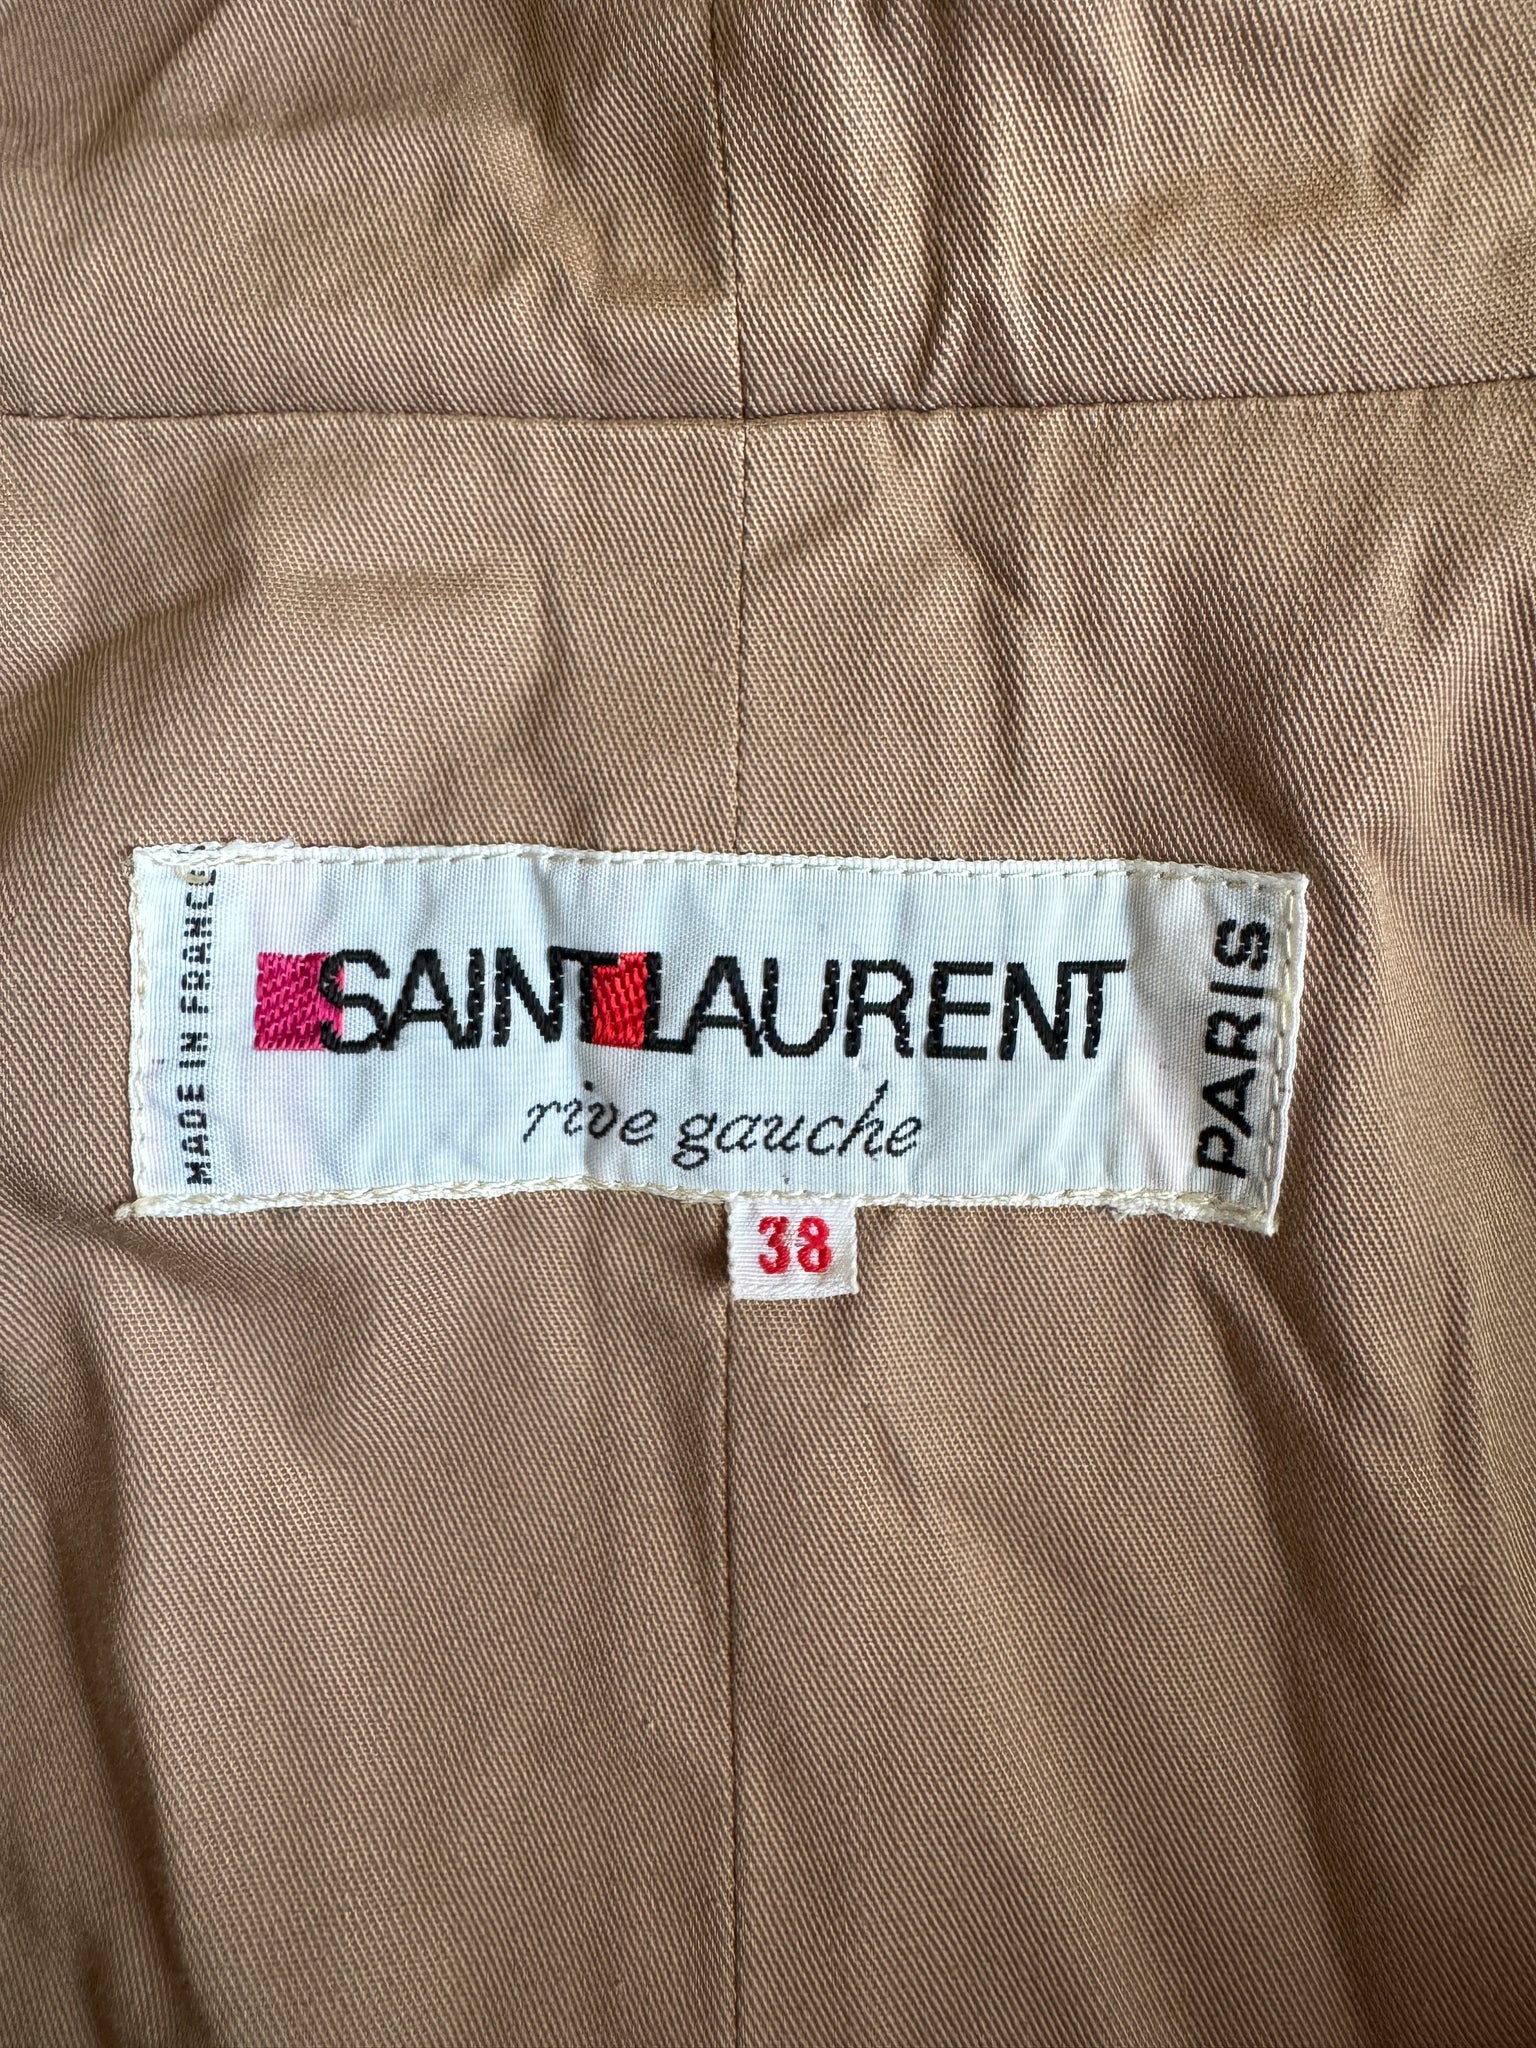 MADE IN FRANCE
SAINT LAURENT
rive gauche
PARIS
38